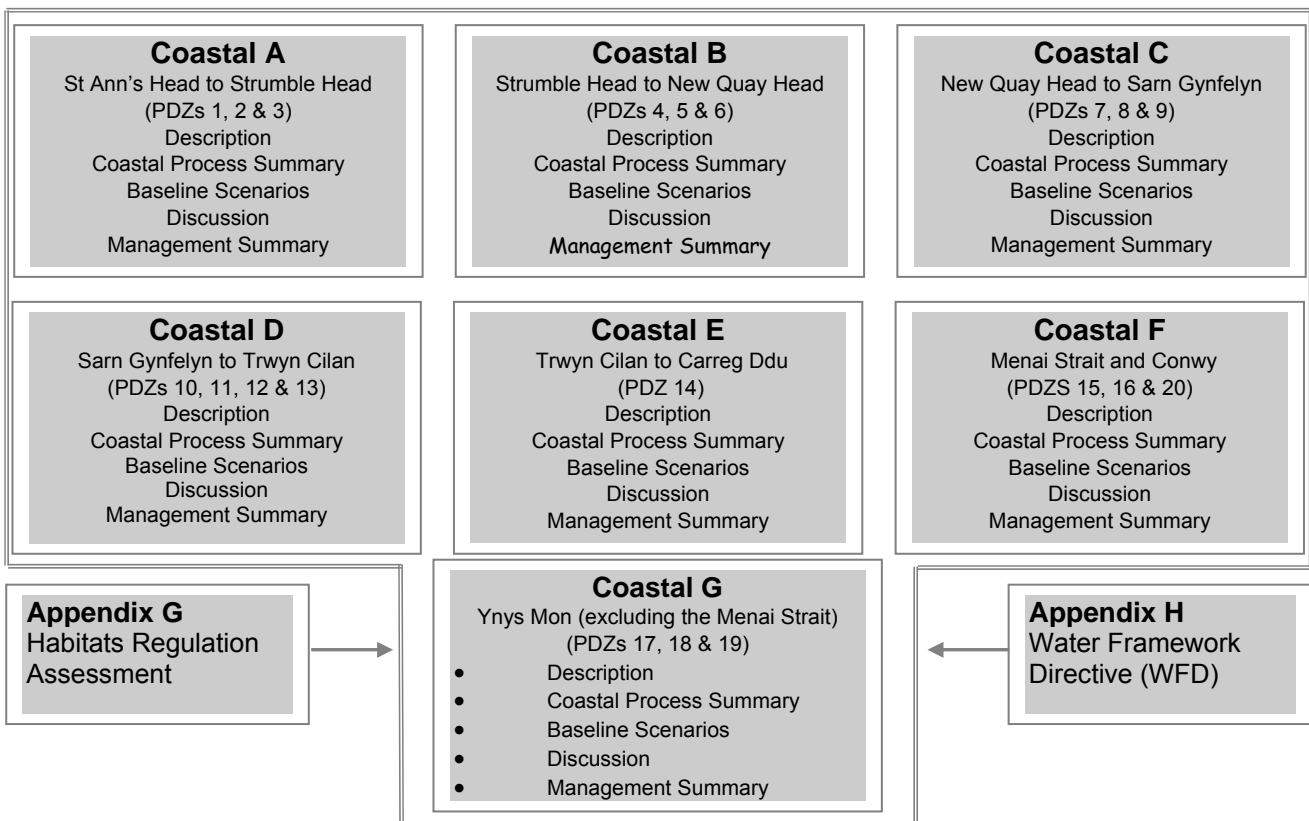 Coastal A
St Ann's Head to Strumble Head
(PDZs 1, 2 & 3)
Description
Coastal Process Summary
Baseline Scenarios
Discussion
Management Summary
Coastal B
Strumble Head to New Quay Head
(PDZs 4, 5 & 6)
Description
Coastal Process Summary
Baseline Scenarios
Discussion
Management Summary
Coastal C
New Quay Head to Sarn Gynfelyn
(PDZs 7, 8 & 9)
Description
Coastal Process Summary
Baseline Scenarios
Discussion
Management Summary
Coastal D
Sarn Gynfelyn to Trwyn Cilan
(PDZs 10, 11, 12 & 13)
Description
Coastal Process Summary
Baseline Scenarios
Discussion
Management Summary
Coastal E
Trwyn Cilan to Carreg Ddu
(PDZ 14)
Description
Coastal Process Summary
Baseline Scenarios
Discussion
Management Summary
Coastal F
Menai Strait and Conwy
(PDZS 15, 16 & 20)
Description
Coastal Process Summary
Baseline Scenarios
Discussion
Management Summary
Appendix G
Habitats Regulation
Assessment
Coastal G
Ynys Mon (excluding the Menai Strait)
(PDZs 17, 18 & 19)
• Description
• Coastal Process Summary
• Baseline Scenarios
• Discussion
• Management Summary
Appendix H
Water Framework
Directive (WFD)